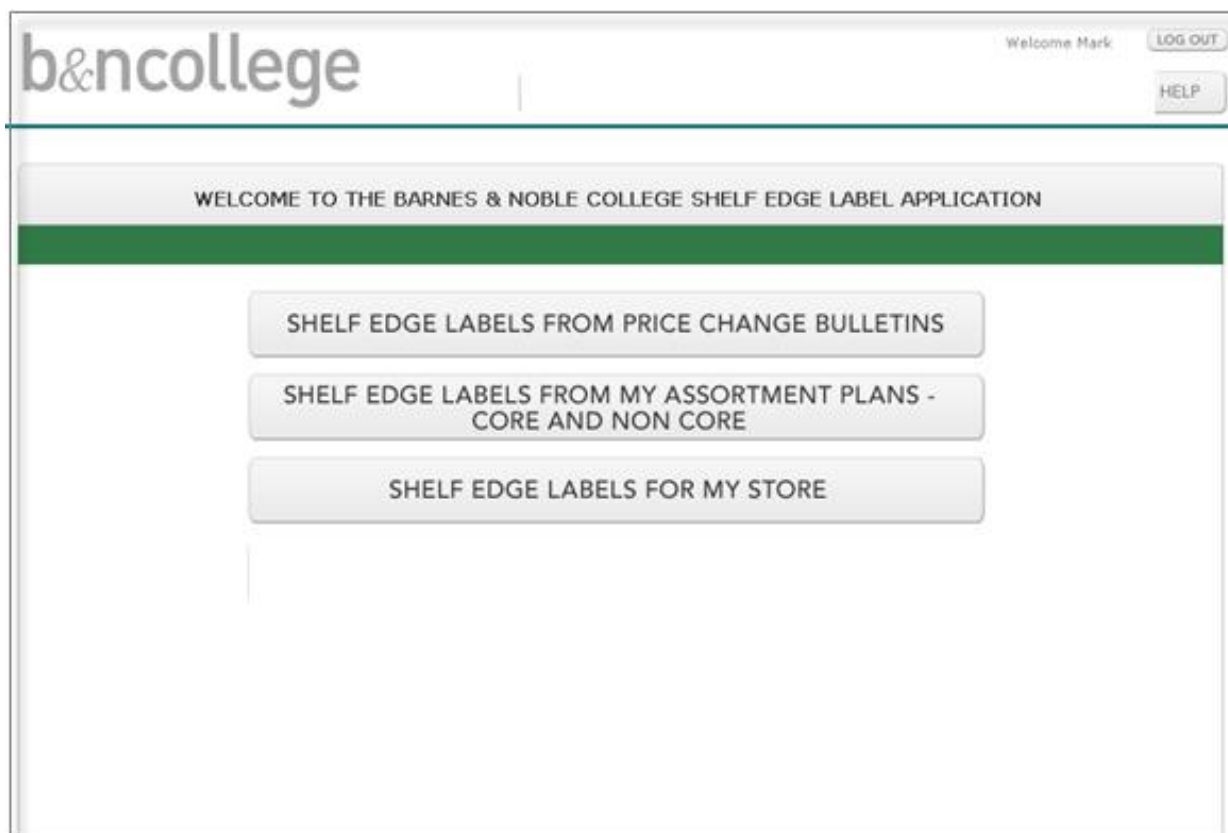 b&ncollege
Welcome Mark
LOG OUT
HELP
WELCOME TO THE BARNES & NOBLE COLLEGE SHELF EDGE LABEL APPLICATION
SHELF EDGE LABELS FROM PRICE CHANGE BULLETINS
SHELF EDGE LABELS FROM MY ASSORTMENT PLANS -
CORE AND NON CORE
SHELF EDGE LABELS FOR MY STORE